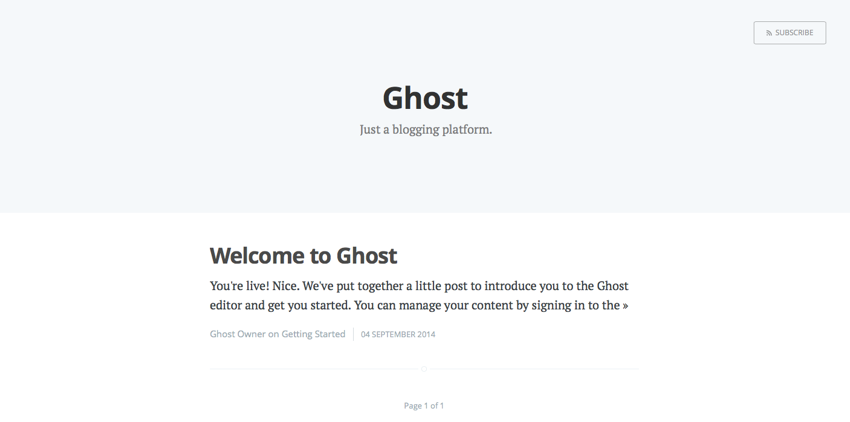 SUBSCRIBE
Ghost
Just a blogging platform.
Welcome to Ghost
You're live! Nice. We've put together a little post to introduce you to the Ghost
editor and get you started. You can manage your content by signing in to the »
Ghost Owner on Getting Started 04 SEPTEMBER 2014
Page 1 of 1